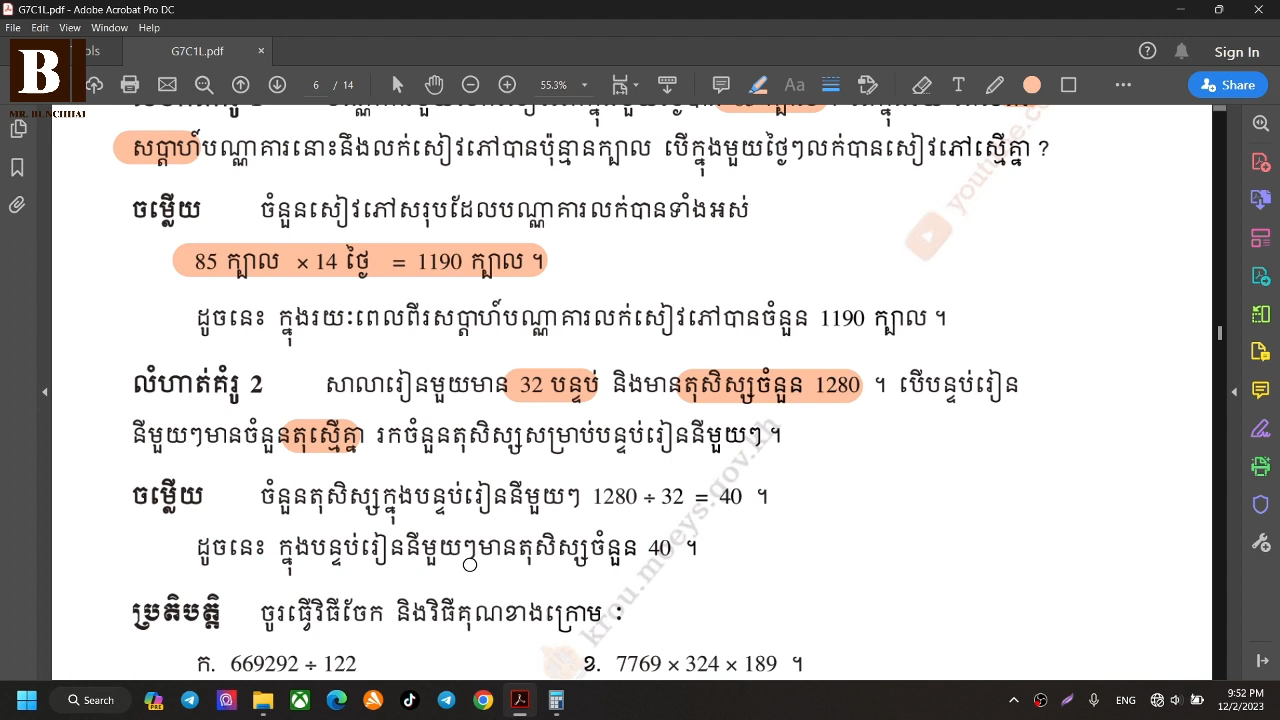 G7C1L.pdf - Adobe Acrobat Pro DC
File Edit View Window Help
B
MR. BUNCHHAI
ols G7C1L.pdf × Sign In
6 / 14 55.3% Aa ... Share
សប្ដាហ៍បណ្ណាគារនោះនឹងលក់សៀវភៅបានប៉ុន្មានក្បាល បើក្នុងមួយថ្ងៃៗលក់បានសៀវភៅស្មើគ្នា ?
ចម្លើយ ចំនួនសៀវភៅសរុបដែលបណ្ណាគារលក់បានទាំងអស់
85 ក្បាល × 14 ថ្ងៃ = 1190 ក្បាល ។
ដូចនេះ ក្នុងរយៈពេលពីរសប្ដាហ៍បណ្ណាគារលក់សៀវភៅបានចំនួន 1190 ក្បាល ។
លំហាត់គំរូ 2 សាលារៀនមួយមាន 32 បន្ទប់ និងមានតុសិស្សចំនួន 1280 ។ បើបន្ទប់រៀន
នីមួយៗមានចំនួនតុស្មើគ្នា រកចំនួនតុសិស្សសម្រាប់បន្ទប់រៀននីមួយៗ ។
ចម្លើយ ចំនួនតុសិស្សក្នុងបន្ទប់រៀននីមួយៗ 1280 ÷ 32 = 40 ។
ដូចនេះ ក្នុងបន្ទប់រៀននីមួយៗមានតុសិស្សចំនួន 40 ។
ប្រតិបត្តិ ចូរធ្វើវិធីចែក និងវិធីគុណខាងក្រោម ៈ
ក. 669292 ÷ 122 ខ. 7769 × 324 × 189 ។
krou.moeys.gov.kh
Search ENG 9:52 PM
12/2/2023